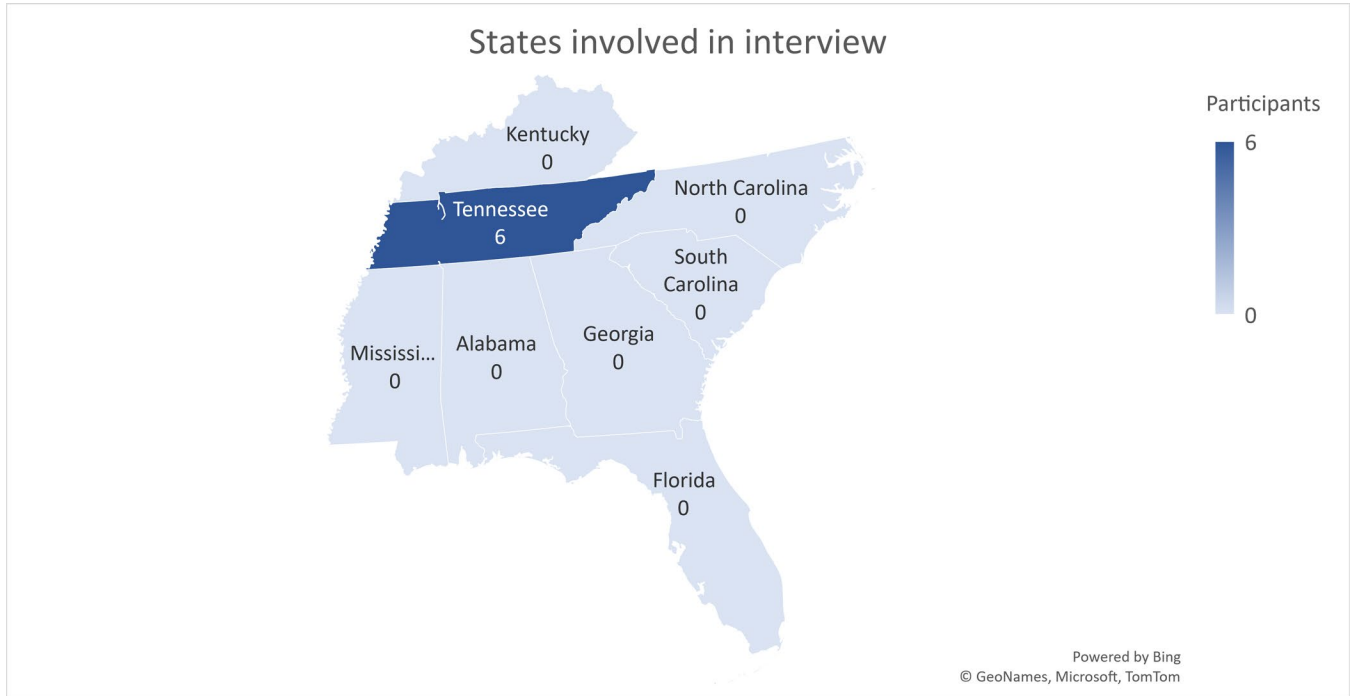 States involved in interview
Participants
6
0
Kentucky
0
Tennessee
6
North Carolina
0
South
Carolina
0
Mississi...
0
Alabama
0
Georgia
0
Florida
0
Powered by Bing
© GeoNames, Microsoft, TomTom